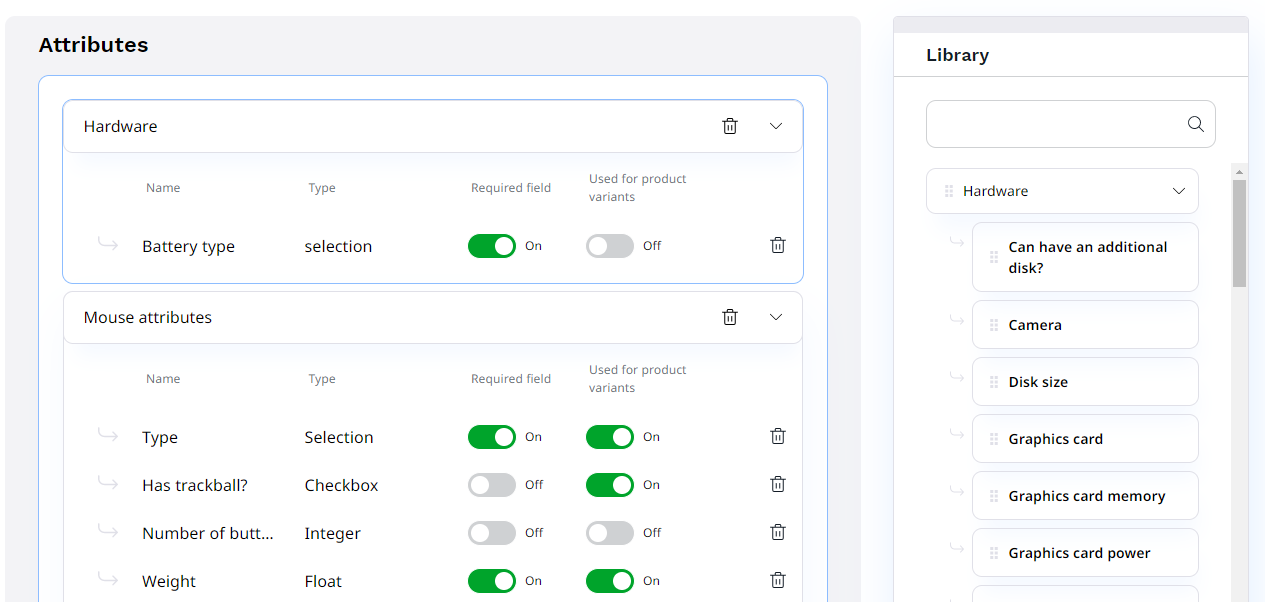 Attributes
Hardware
Name Type Required field Used for product
variants
Battery type selection On Off
Mouse attributes
Name Type Required field Used for product
variants
Type Selection On On
Has trackball? Checkbox Off On
Number of butt... Integer Off Off
Weight Float On On
Library
Hardware
Can have an additional
disk?
Camera
Disk size
Graphics card
Graphics card memory
Graphics card power